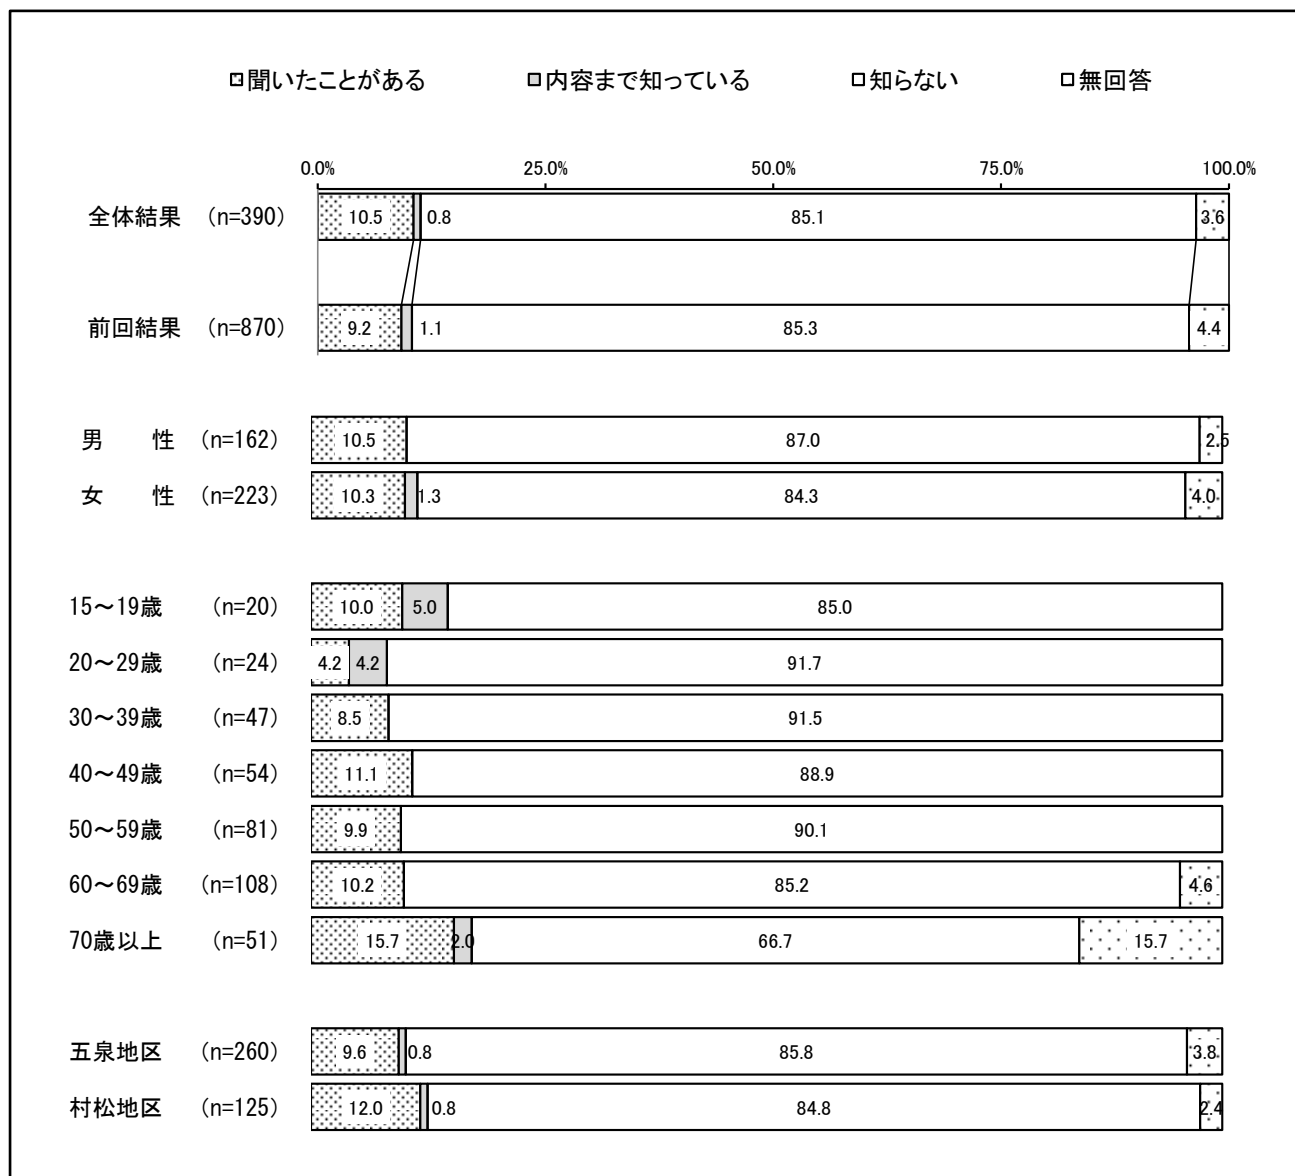 聞いたことがある 内容まで知っている 知らない 無回答
0.0% 25.0% 50.0% 75.0% 100.0%
全体結果 (n=390) 10.5 0.8 85.1 3.6
前回結果 (n=870) 9.2 1.1 85.3 4.4
男 性 (n=162) 10.5 87.0 2.5
女 性 (n=223) 10.3 1.3 84.3 4.0
15～19歳 (n=20) 10.0 5.0 85.0
20～29歳 (n=24) 4.2 4.2 91.7
30～39歳 (n=47) 8.5 91.5
40～49歳 (n=54) 11.1 88.9
50～59歳 (n=81) 9.9 90.1
60～69歳 (n=108) 10.2 85.2 4.6
70歳以上 (n=51) 15.7 2.0 66.7 15.7
五泉地区 (n=260) 9.6 0.8 85.8 3.8
村松地区 (n=125) 12.0 0.8 84.8 2.4